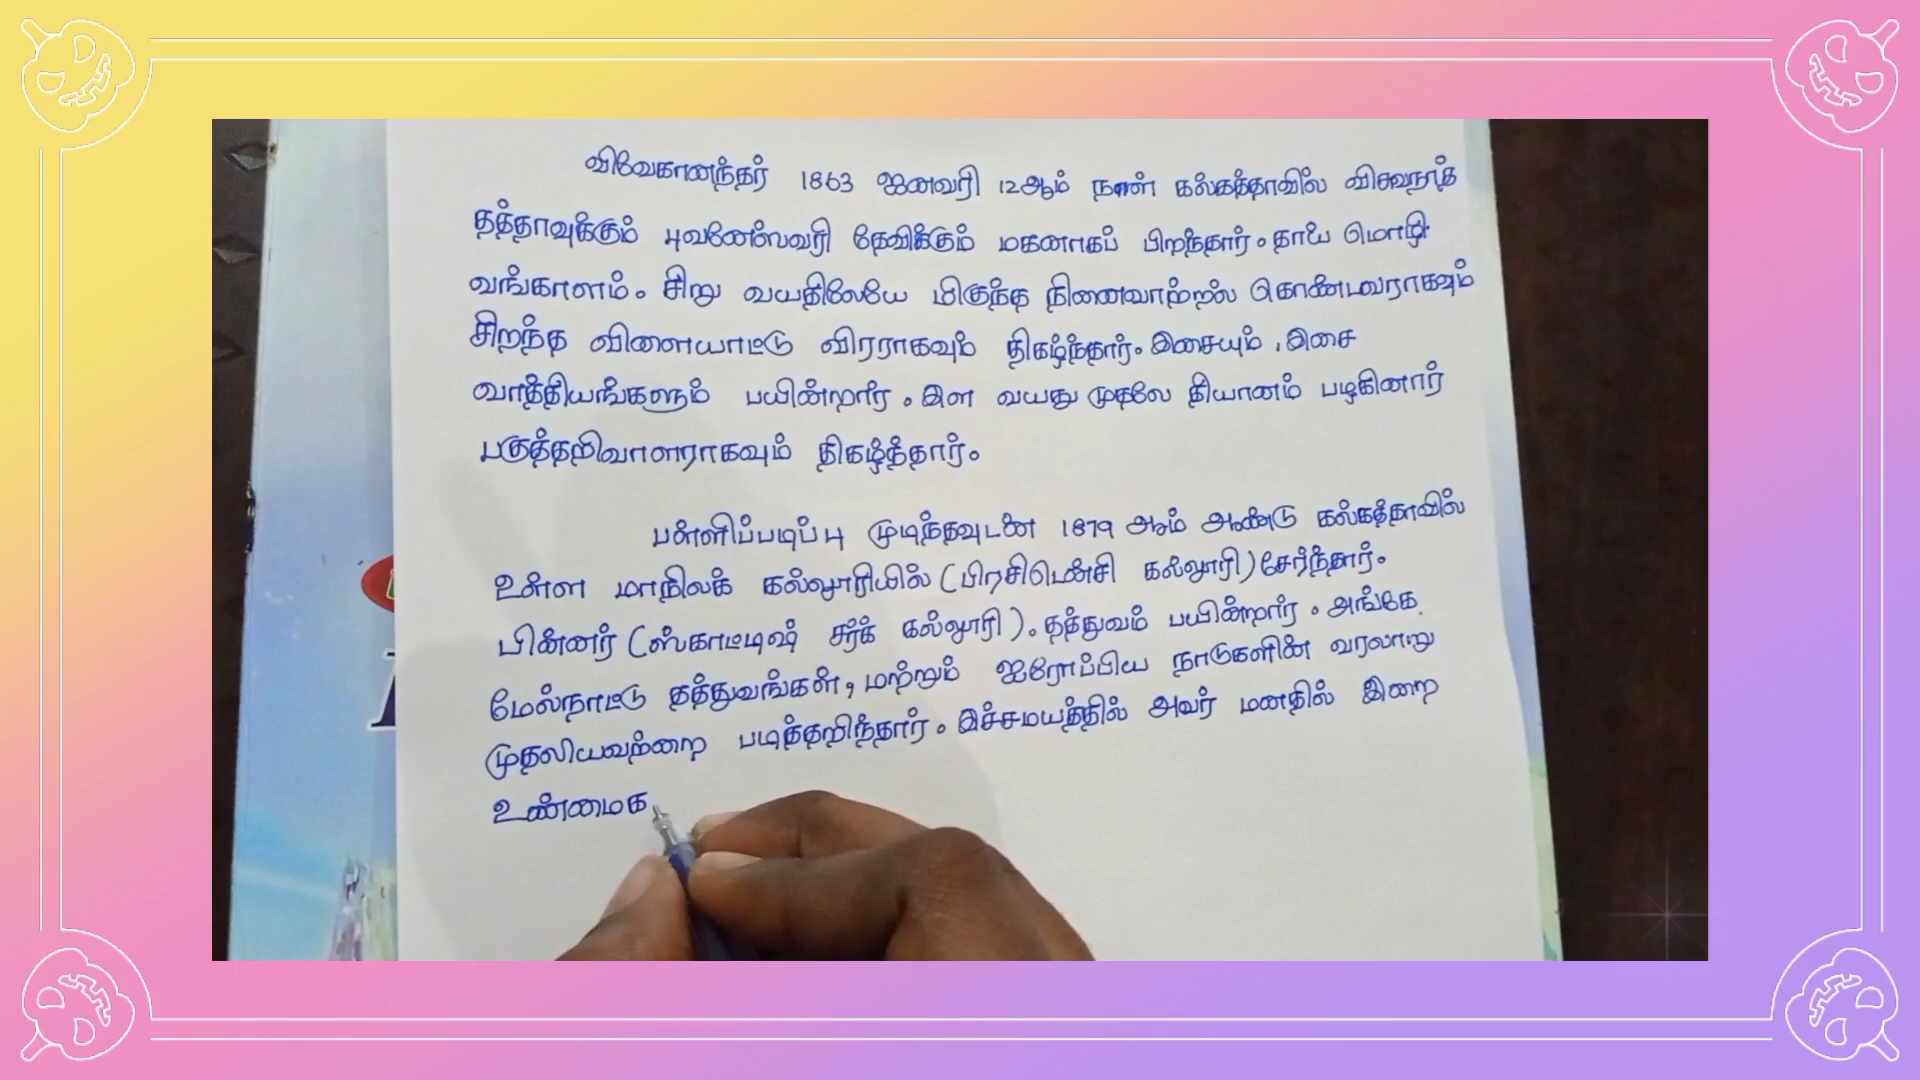 விவேகானந்தர் 1863 ஜனவரி 12ஆம் நாள் கல்கத்தாவில் விசுவநாத்
தத்தாவுக்கும் புவனேஸ்வரி தேவிக்கும் மகனாகப் பிறந்தார். தாய் மொழி
வங்காளம். சிறு வயதிலேயே மிகுந்த நினைவாற்றல் கொண்டவராகவும்
சிறந்த விளையாட்டு விரராகவும் திகழ்ந்தார். இசையும், இசை
வாத்தியங்களும் பயின்றார். இள வயது முதலே தியானம் பழகினார்
பகுத்தறிவாளராகவும் திகழ்ந்தார்.
பள்ளிப்படிப்பு முடிந்தவுடன் 1879 ஆம் ஆண்டு கல்கத்தாவில்
உள்ள மாநிலக் கல்லூரியில் (பிரசிடென்சி கல்லூரி) சேர்ந்தார்.
பின்னர் (ஸ்காட்டிஷ் சர்ச் கல்லூரி). தத்துவம் பயின்றார். அங்கே
மேல்நாட்டு தத்துவங்கள், மற்றும் ஐரோப்பிய நாடுகளின் வரலாறு
முதலியவற்றை படித்தறிந்தார். இச்சமயத்தில் அவர் மனதில் இறை
உண்மைக